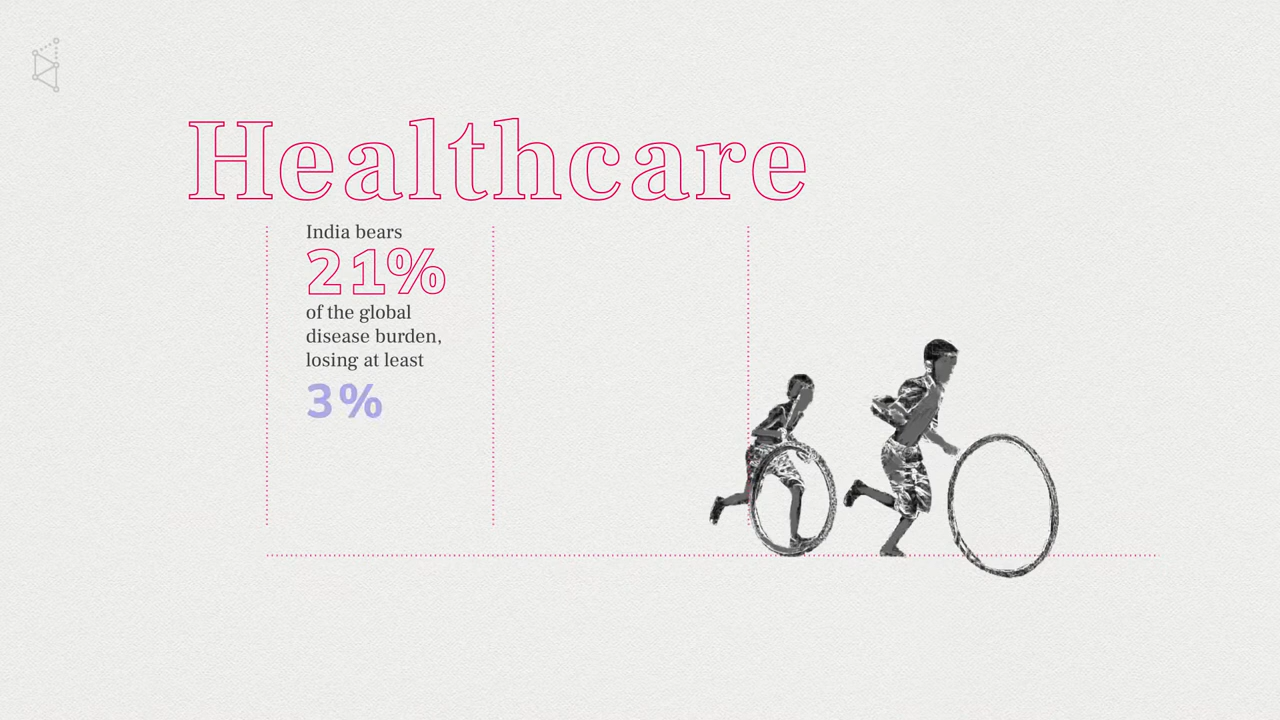 Healthcare
India bears
21%
of the global
disease burden,
losing at least
3%